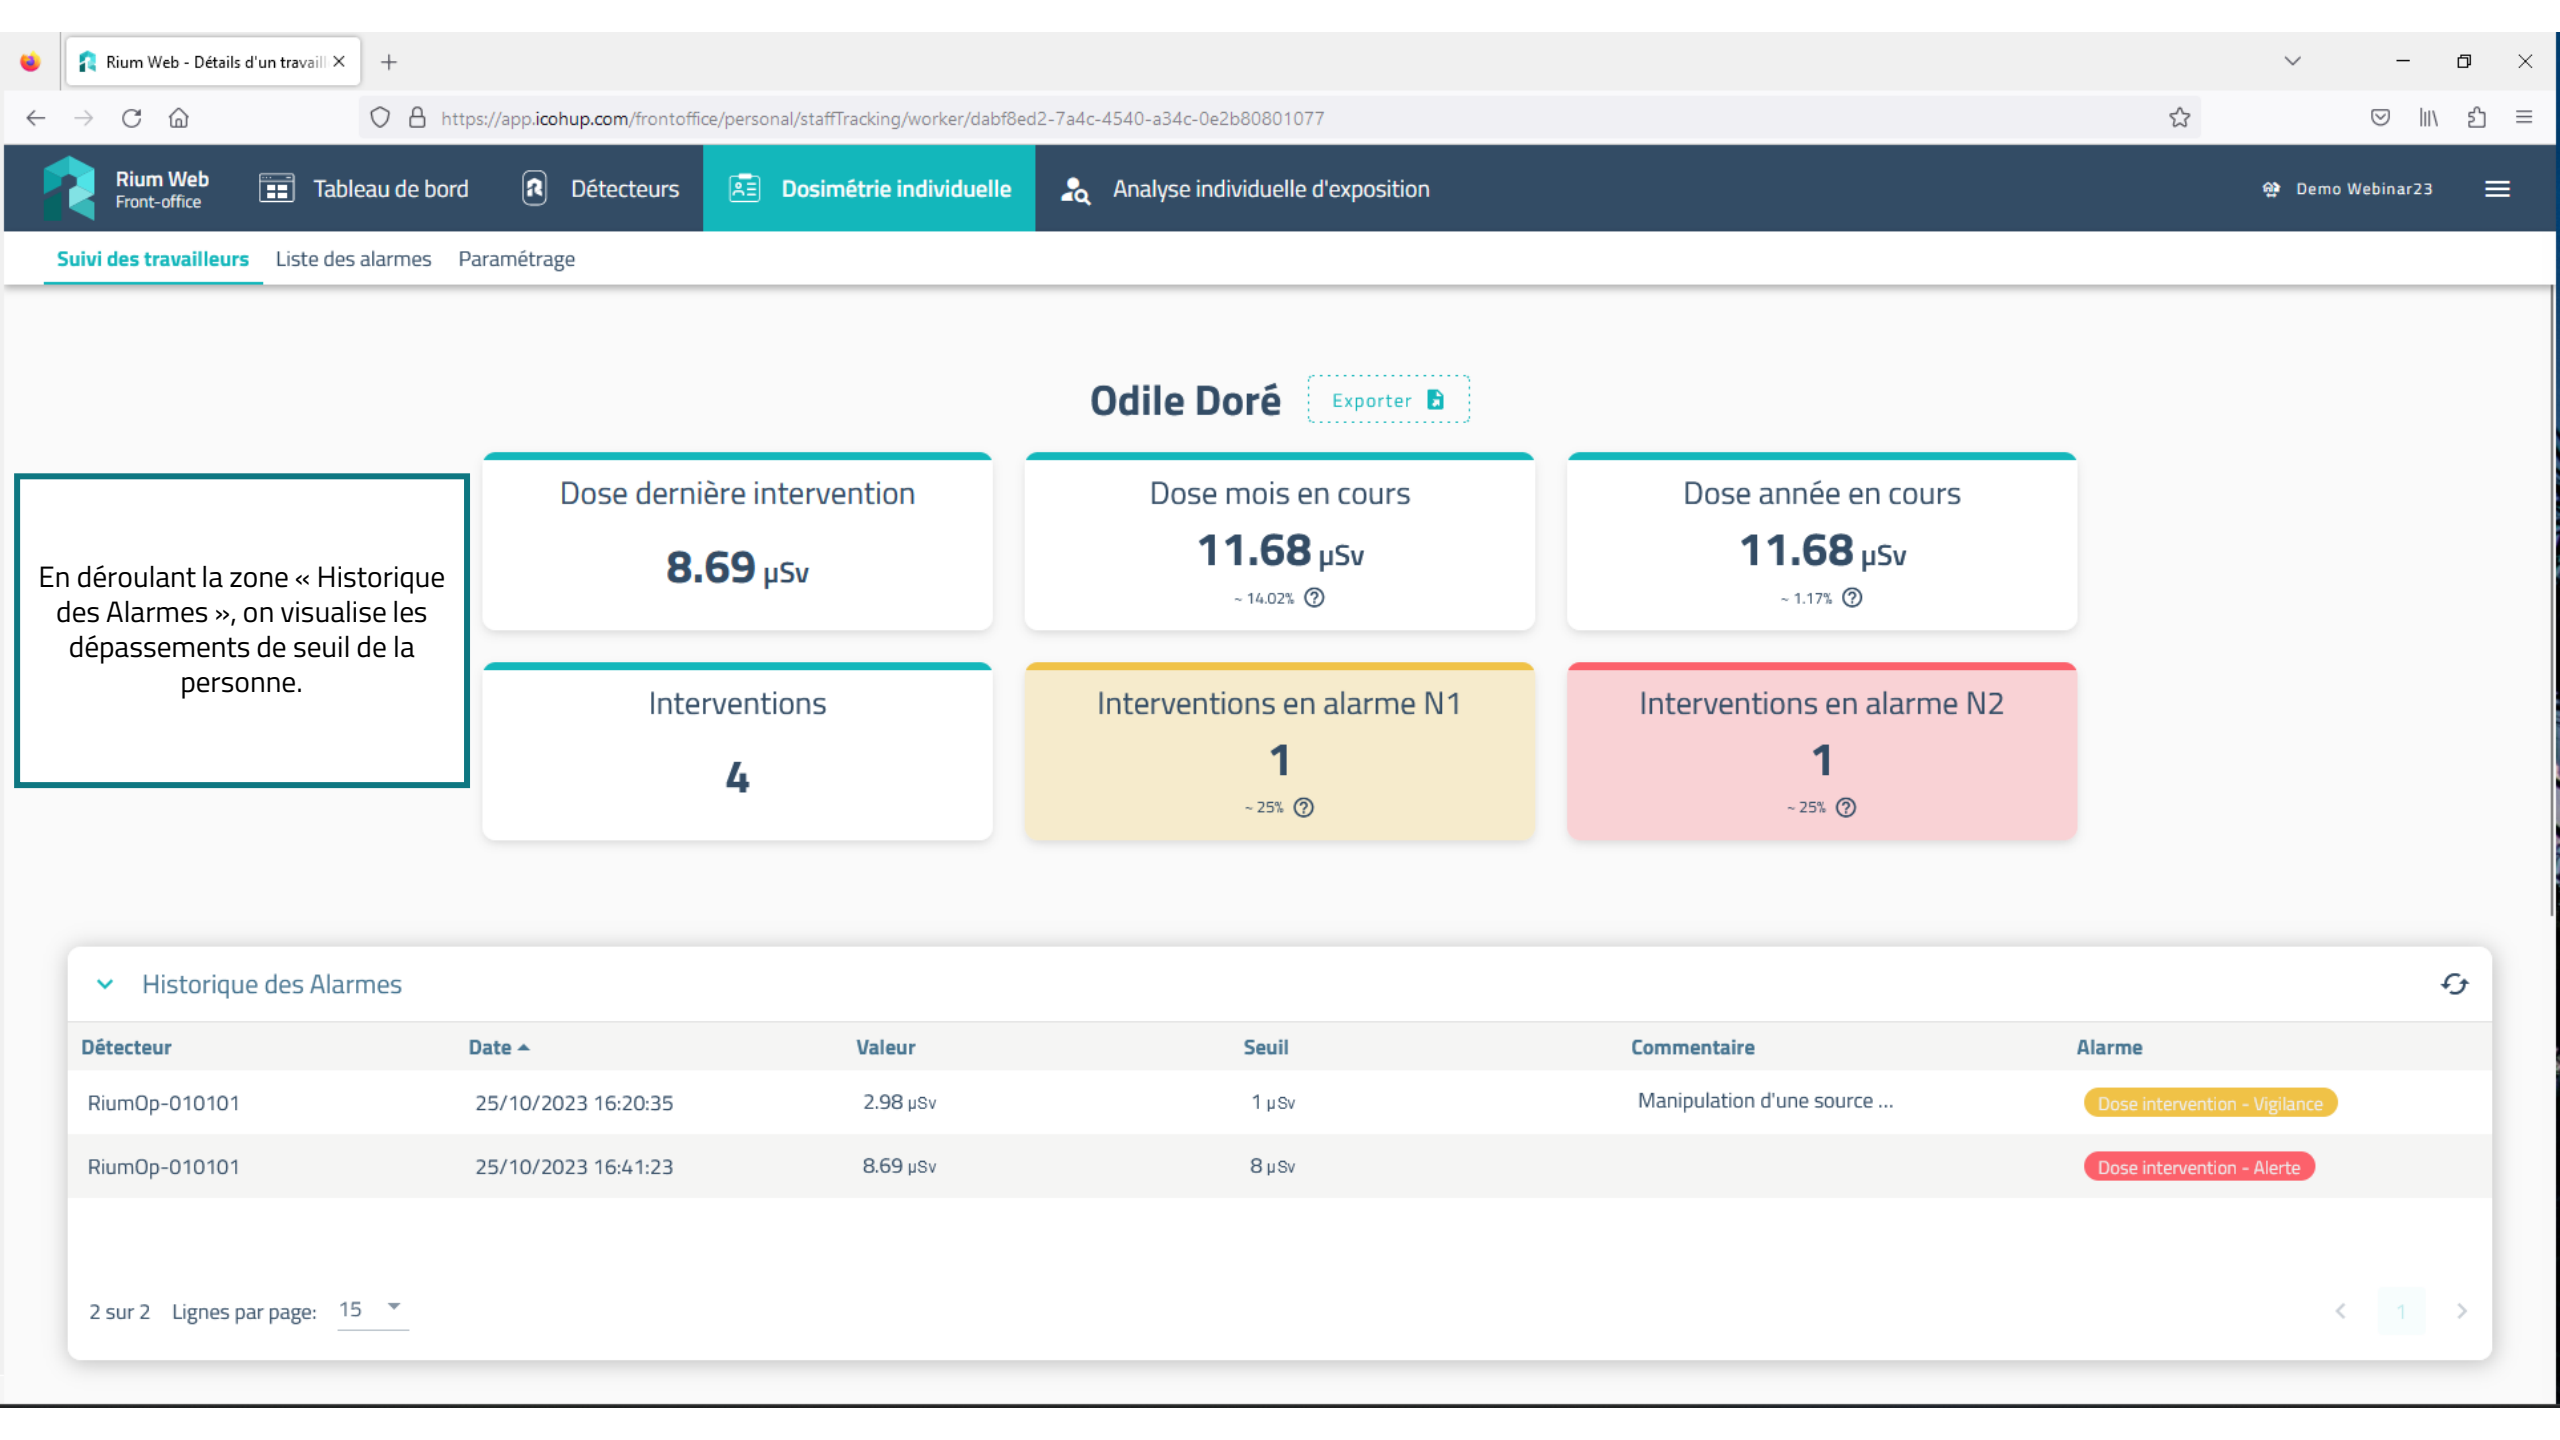 Rium Web - Détails d'un travaill
https://app.icohup.com/frontoffice/personal/staffTracking/worker/dabf8ed2-7a4c-4540-a34c-0e2b80801077
Rium Web
Front-office
Tableau de bord
Détecteurs
Dosimétrie individuelle
Analyse individuelle d'exposition
Demo Webinar23
Suivi des travailleurs
Liste des alarmes
Paramétrage
Odile Doré
Exporter
En déroulant la zone « Historique
des Alarmes », on visualise les
dépassements de seuil de la
personne.
Dose dernière intervention
8.69 µSv
Dose mois en cours
11.68 µSv
~ 14.02% ?
Dose année en cours
11.68 µSv
~ 1.17% ?
Interventions
4
Interventions en alarme N1
1
~ 25% ?
Interventions en alarme N2
1
~ 25% ?
Historique des Alarmes
Détecteur Date Valeur Seuil Commentaire Alarme
RiumOp-010101 25/10/2023 16:20:35 2.98 µSv 1 µSv Manipulation d'une source ... Dose intervention - Vigilance
RiumOp-010101 25/10/2023 16:41:23 8.69 µSv 8 µSv Dose intervention - Alerte
2 sur 2 Lignes par page: 15
1